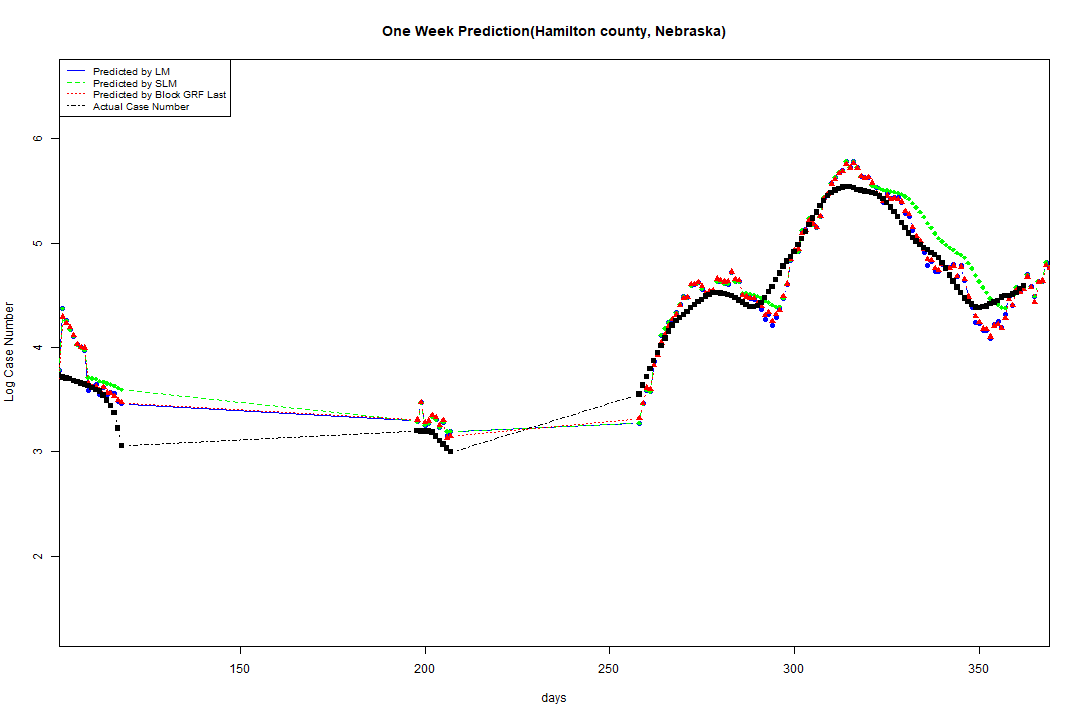 One Week Prediction(Hamilton county, Nebraska)
Predicted by LM
Predicted by SLM
Predicted by Block GRF Last
Actual Case Number
6
5
4
3
2
Log Case Number
150 200 250 300 350
days